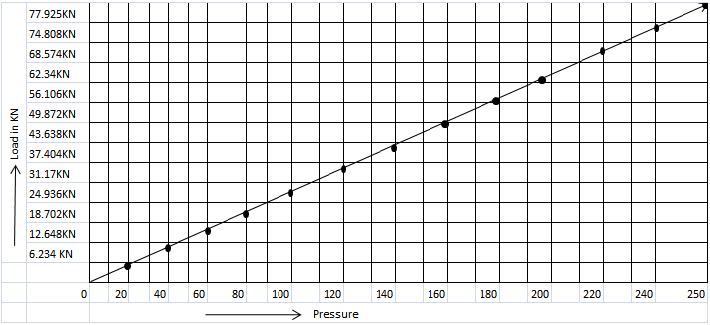 77.925KN
74.808KN
68.574KN
62.34KN
56.106KN
49.872KN
43.638KN
37.404KN
31.17KN
24.936KN
18.702KN
12.648KN
6.234 KN
Load in KN
0 20 40 60 80 100 120 140 160 180 200 220 240 250
Pressure